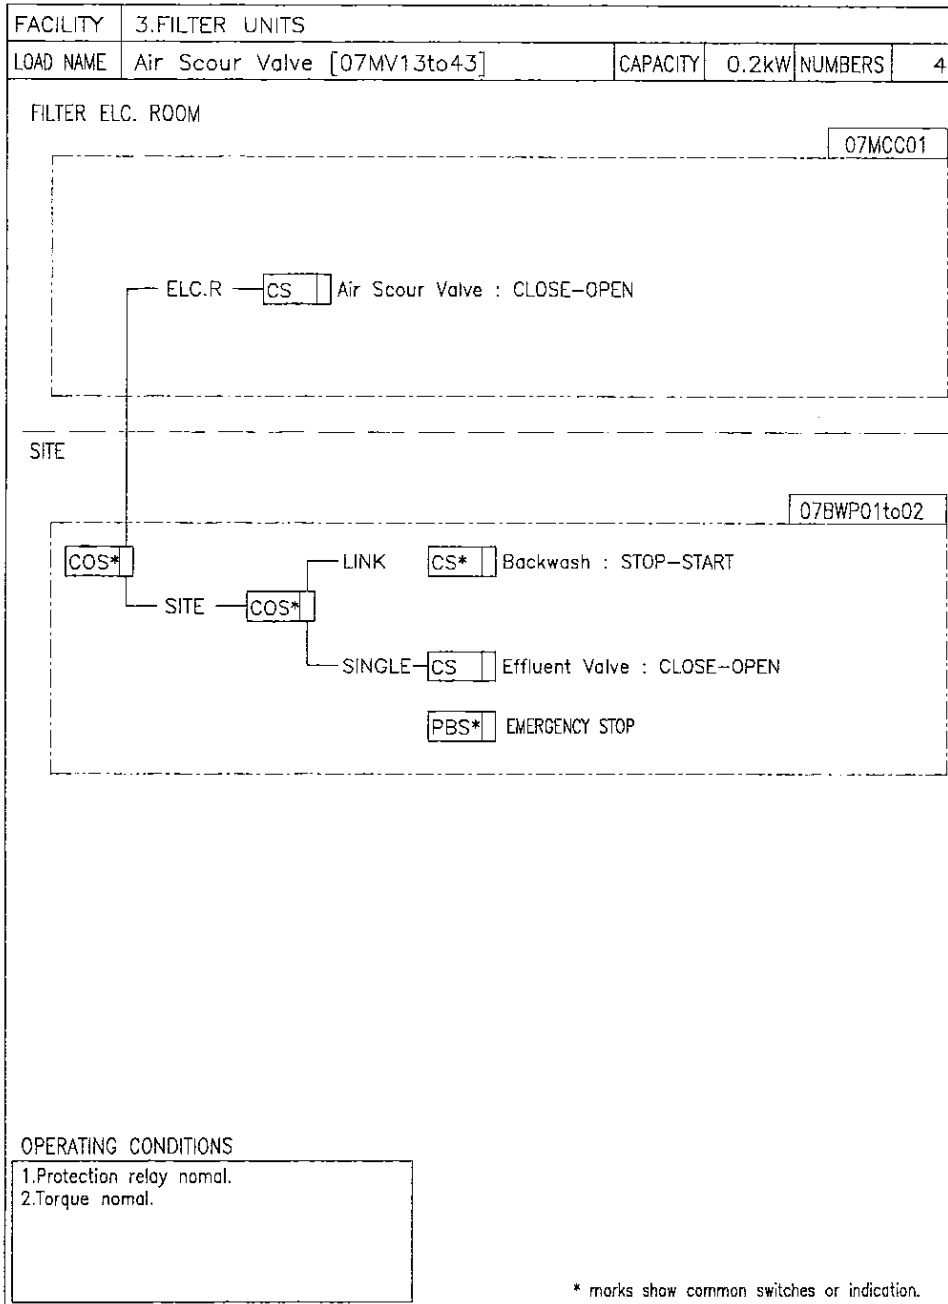 FACILITY 3.FILTER UNITS
LOAD NAME Air Scour Valve [07MV13to43] CAPACITY 0.2kW NUMBERS 4
FILTER ELC. ROOM
07MCC01
ELC.R CS Air Scour Valve : CLOSE-OPEN
SITE
07BWP01to02
COS* LINK CS* Backwash : STOP-START
SITE COS*
SINGLE CS Effluent Valve : CLOSE-OPEN
PBS* EMERGENCY STOP
OPERATING CONDITIONS
1.Protection relay nomal.
2.Torque nomal.
* marks show common switches or indication.